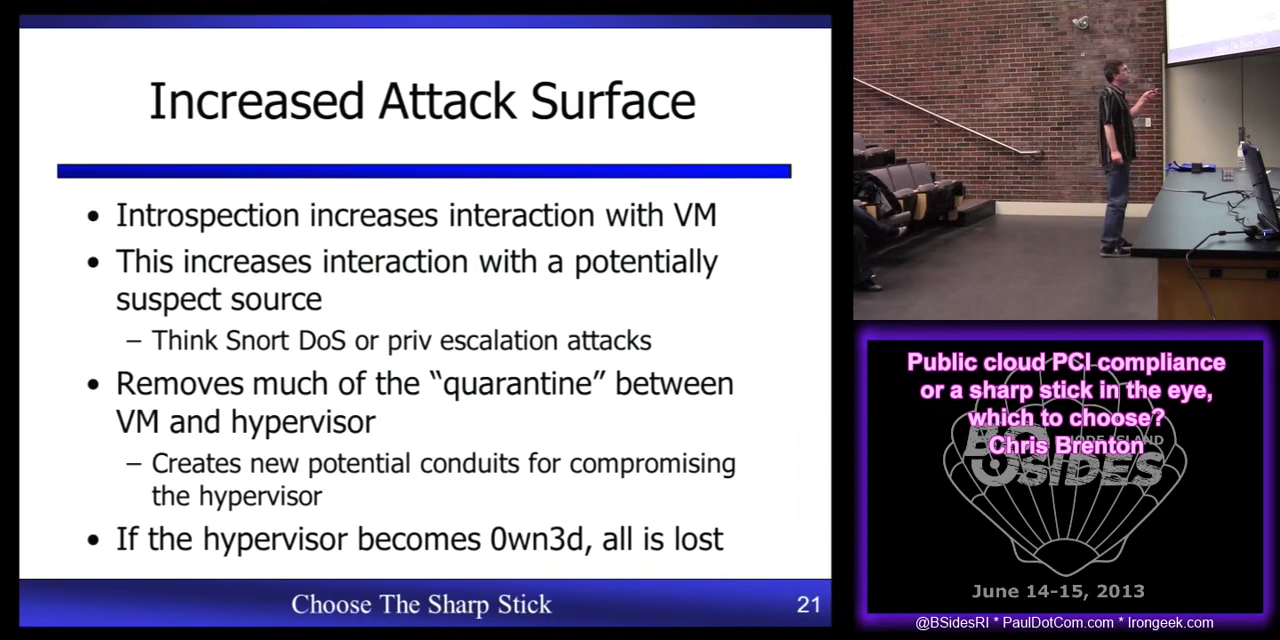 Increased Attack Surface
• Introspection increases interaction with VM
• This increases interaction with a potentially
suspect source
– Think Snort DoS or priv escalation attacks
• Removes much of the “quarantine” between
VM and hypervisor
– Creates new potential conduits for compromising
the hypervisor
• If the hypervisor becomes 0wn3d, all is lost
Choose The Sharp Stick
21
Public cloud PCI compliance
or a sharp stick in the eye,
which to choose?
Chris Brenton
SIDES
June 14-15, 2013
@BSidesRI * PaulDotCom.com * Irongeek.com